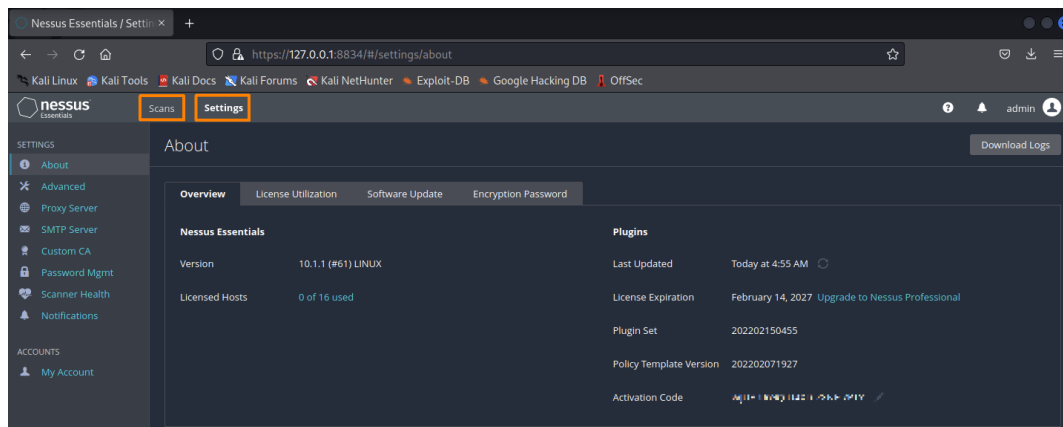 Nessus Essentials / Settin
https://127.0.0.1:8834/#/settings/about
Kali Linux Kali Tools Kali Docs Kali Forums Kali NetHunter Exploit-DB Google Hacking DB OffSec
nessus Essentials Scans Settings admin
SETTINGS
About
Advanced
Proxy Server
SMTP Server
Custom CA
Password Mgmt
Scanner Health
Notifications
ACCOUNTS
My Account
About Download Logs
Overview License Utilization Software Update Encryption Password
Nessus Essentials
Version 10.1.1 (#61) LINUX
Licensed Hosts 0 of 16 used
Plugins
Last Updated Today at 4:55 AM
License Expiration February 14, 2027 Upgrade to Nessus Professional
Plugin Set 202202150455
Policy Template Version 202202071927
Activation Code